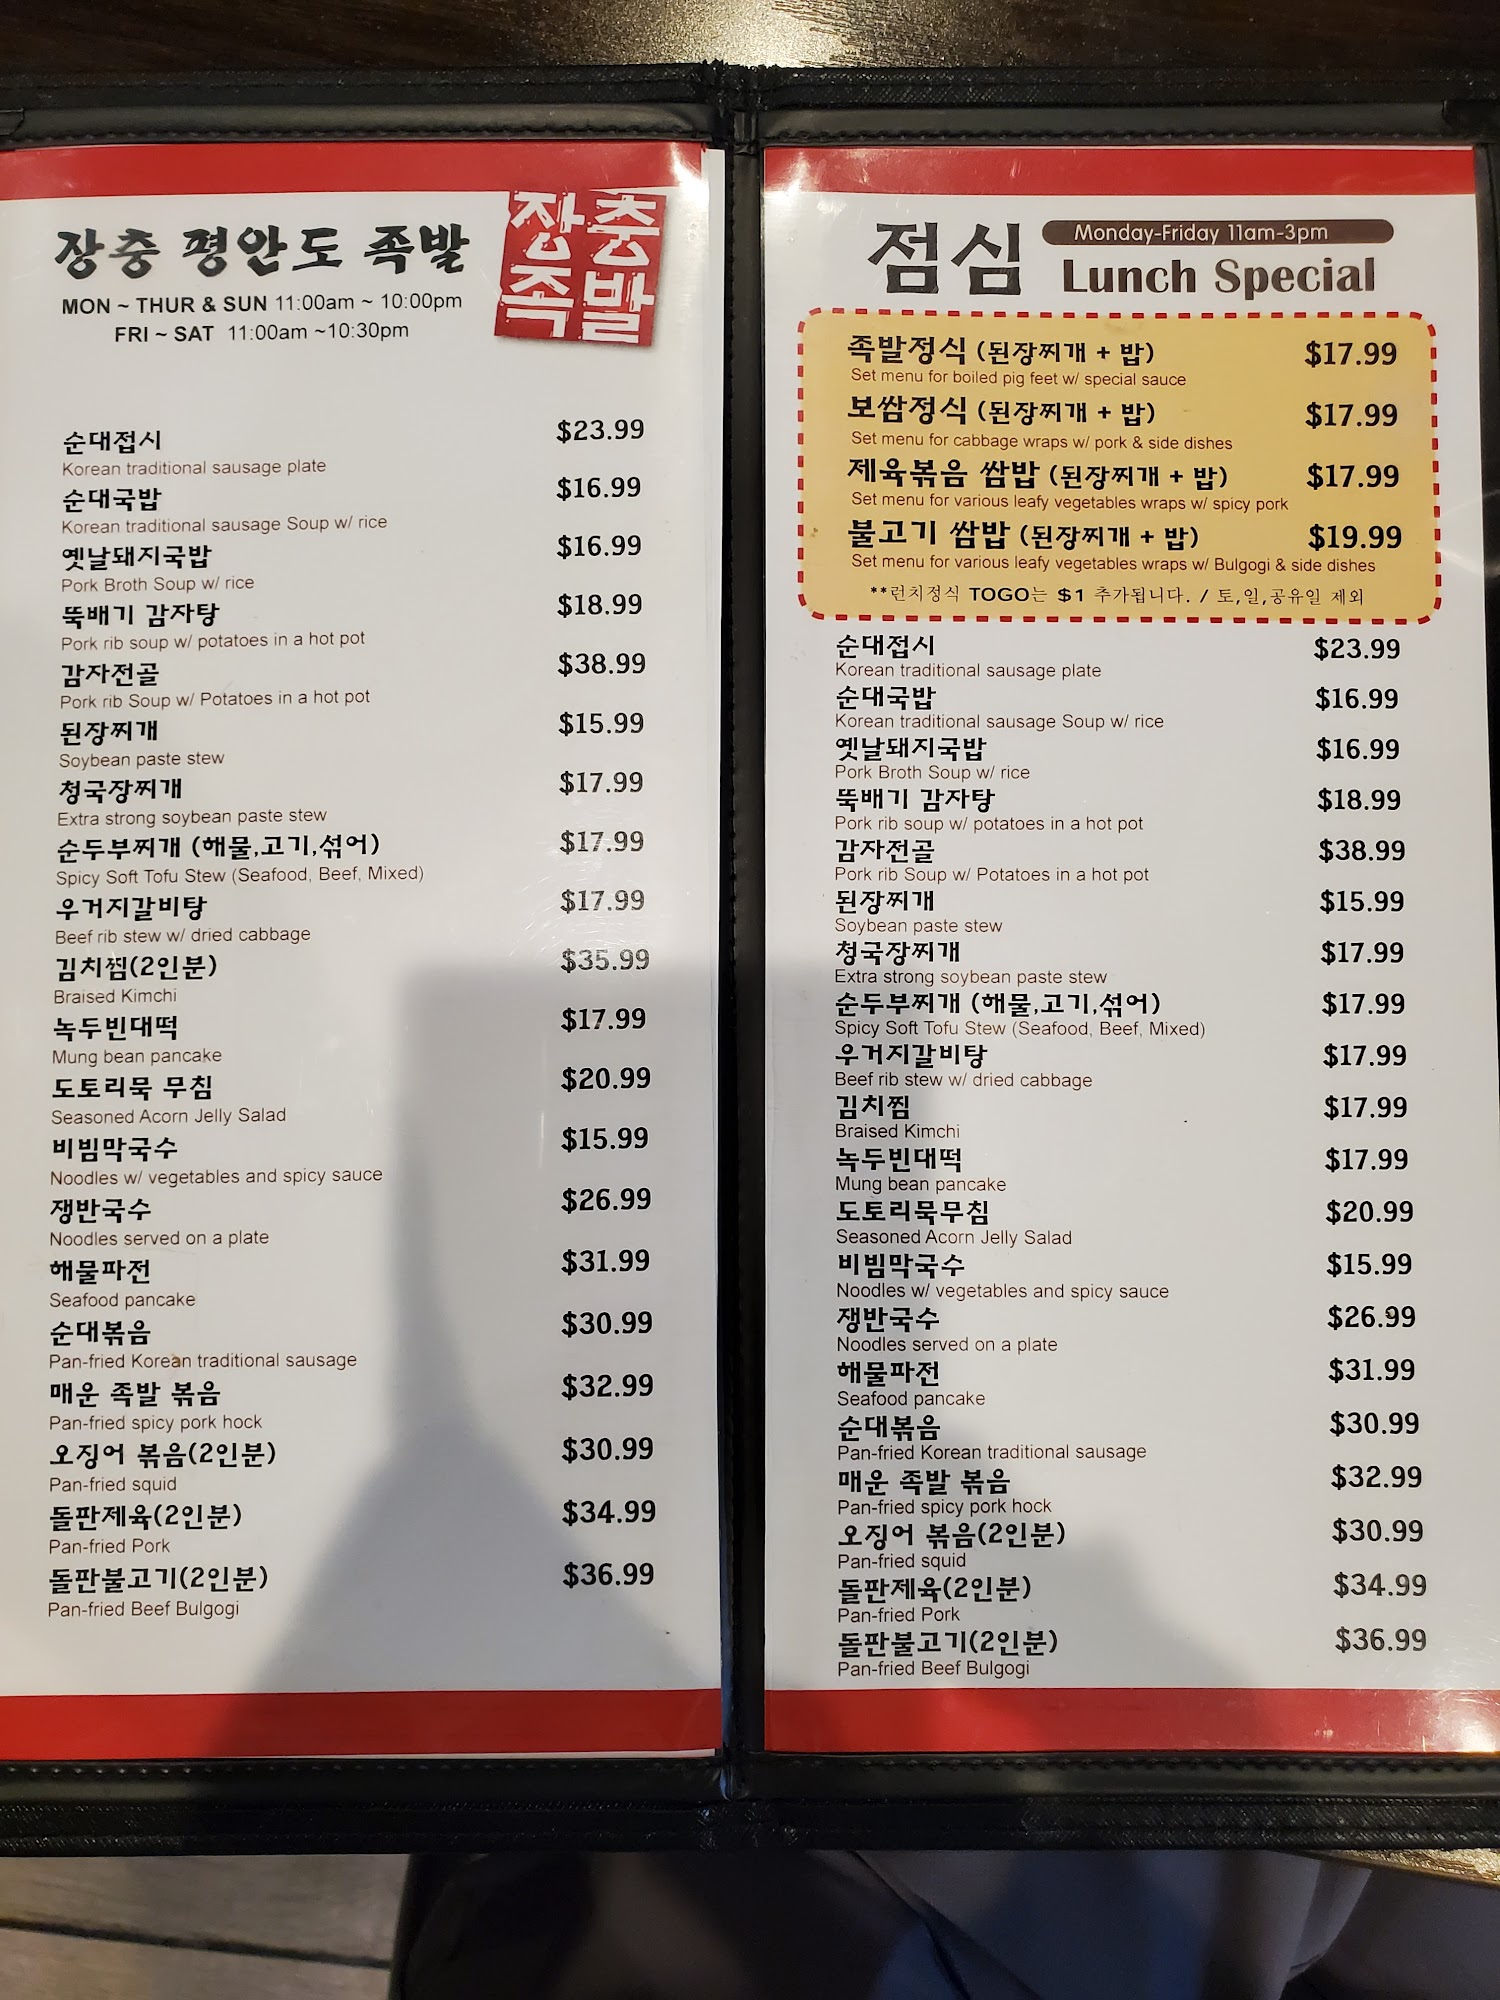 장충 평안도 족발
장충
족발
MON ~ THUR & SUN 11:00am ~ 10:00pm
FRI ~ SAT 11:00am ~10:30pm
순대접시 $23.99
Korean traditional sausage plate
순대국밥 $16.99
Korean traditional sausage Soup w/ rice
옛날돼지국밥 $16.99
Pork Broth Soup w/ rice
뚝배기 감자탕 $18.99
Pork rib soup w/ potatoes in a hot pot
감자전골 $38.99
Pork rib Soup w/ Potatoes in a hot pot
된장찌개 $15.99
Soybean paste stew
청국장찌개 $17.99
Extra strong soybean paste stew
순두부찌개 (해물,고기,섞어) $17.99
Spicy Soft Tofu Stew (Seafood, Beef, Mixed)
우거지갈비탕 $17.99
Beef rib stew w/ dried cabbage
김치찜(2인분) $35.99
Braised Kimchi
녹두빈대떡 $17.99
Mung bean pancake
도토리묵 무침 $20.99
Seasoned Acorn Jelly Salad
비빔막국수 $15.99
Noodles w/ vegetables and spicy sauce
쟁반국수 $26.99
Noodles served on a plate
해물파전 $31.99
Seafood pancake
순대볶음 $30.99
Pan-fried Korean traditional sausage
매운 족발 볶음 $32.99
Pan-fried spicy pork hock
오징어 볶음(2인분) $30.99
Pan-fried squid
돌판제육(2인분) $34.99
Pan-fried Pork
돌판불고기(2인분) $36.99
Pan-fried Beef Bulgogi
점심
Monday-Friday 11am-3pm
Lunch Special
족발정식 (된장찌개 + 밥) $17.99
Set menu for boiled pig feet w/ special sauce
보쌈정식 (된장찌개 + 밥) $17.99
Set menu for cabbage wraps w/ pork & side dishes
제육볶음 쌈밥 (된장찌개 + 밥) $17.99
Set menu for various leafy vegetables wraps w/ spicy pork
불고기 쌈밥 (된장찌개 + 밥) $19.99
Set menu for various leafy vegetables wraps w/ Bulgogi & side dishes
**런치정식 TOGO는 $1 추가됩니다. / 토,일,공유일 제외
순대접시 $23.99
Korean traditional sausage plate
순대국밥 $16.99
Korean traditional sausage Soup w/ rice
옛날돼지국밥 $16.99
Pork Broth Soup w/ rice
뚝배기 감자탕 $18.99
Pork rib soup w/ potatoes in a hot pot
감자전골 $38.99
Pork rib Soup w/ Potatoes in a hot pot
된장찌개 $15.99
Soybean paste stew
청국장찌개 $17.99
Extra strong soybean paste stew
순두부찌개 (해물,고기,섞어) $17.99
Spicy Soft Tofu Stew (Seafood, Beef, Mixed)
우거지갈비탕 $17.99
Beef rib stew w/ dried cabbage
김치찜 $17.99
Braised Kimchi
녹두빈대떡 $17.99
Mung bean pancake
도토리묵무침 $20.99
Seasoned Acorn Jelly Salad
비빔막국수 $15.99
Noodles w/ vegetables and spicy sauce
쟁반국수 $26.99
Noodles served on a plate
해물파전 $31.99
Seafood pancake
순대볶음 $30.99
Pan-fried Korean traditional sausage
매운 족발 볶음 $32.99
Pan-fried spicy pork hock
오징어 볶음(2인분) $30.99
Pan-fried squid
돌판제육(2인분) $34.99
Pan-fried Pork
돌판불고기(2인분) $36.99
Pan-fried Beef Bulgogi